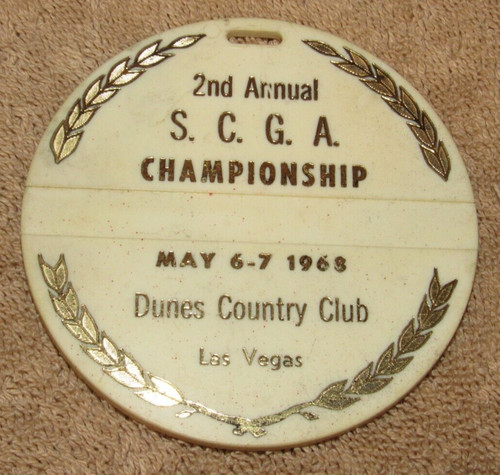 2nd Annual
S. C. G. A.
CHAMPIONSHIP
MAY 6-7 1968
Dunes Country Club
Las Vegas